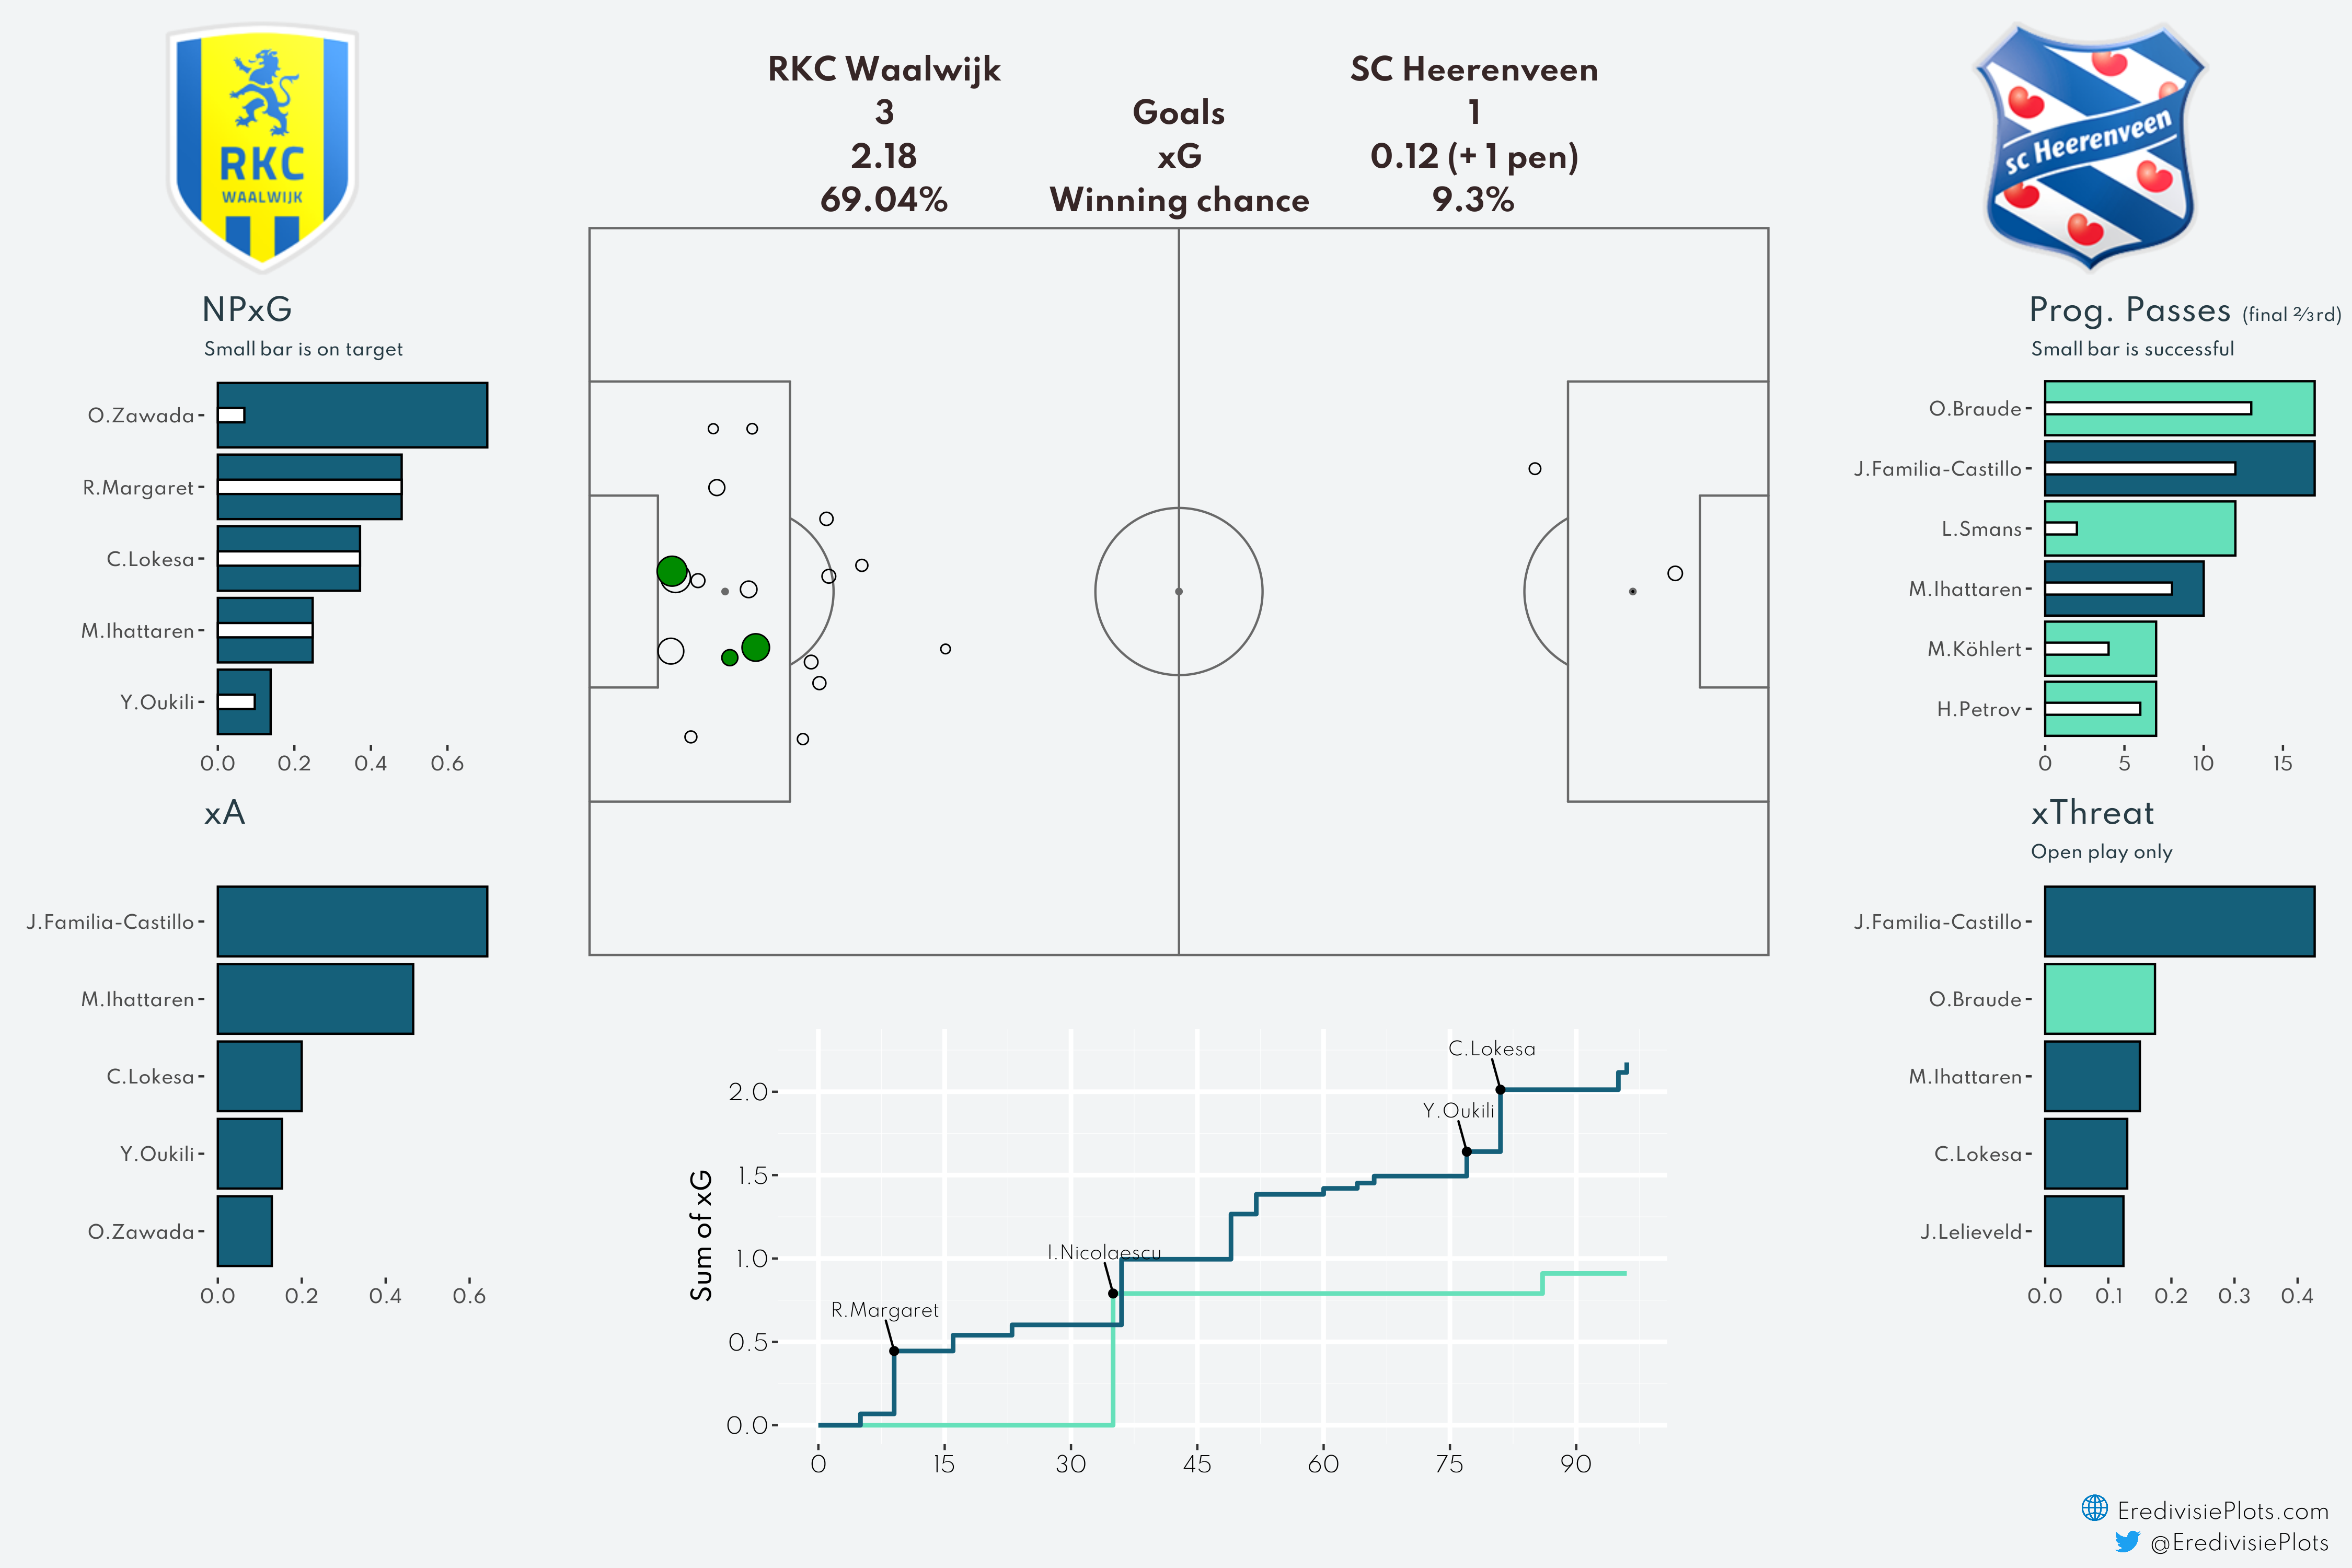 RKC
WAALWIJK
RKC Waalwijk SC Heerenveen
3 Goals 1
2.18 xG 0.12 (+ 1 pen)
69.04% Winning chance 9.3%
sc Heerenveen
NPxG
Small bar is on target
O.Zawada
R.Margaret
C.Lokesa
M.Ihattaren
Y.Oukili
0.0 0.2 0.4 0.6
xA
J.Familia-Castillo
M.Ihattaren
C.Lokesa
Y.Oukili
O.Zawada
0.0 0.2 0.4 0.6
Sum of xG
2.0
1.5
1.0
0.5
0.0
C.Lokesa
Y.Oukili
I.Nicolaescu
R.Margaret
0 15 30 45 60 75 90
Prog. Passes (final ⅔rd)
Small bar is successful
O.Braude
J.Familia-Castillo
L.Smans
M.Ihattaren
M.Köhlert
H.Petrov
0 5 10 15
xThreat
Open play only
J.Familia-Castillo
O.Braude
M.Ihattaren
C.Lokesa
J.Lelieveld
0.0 0.1 0.2 0.3 0.4
EredivisiePlots.com
@EredivisiePlots